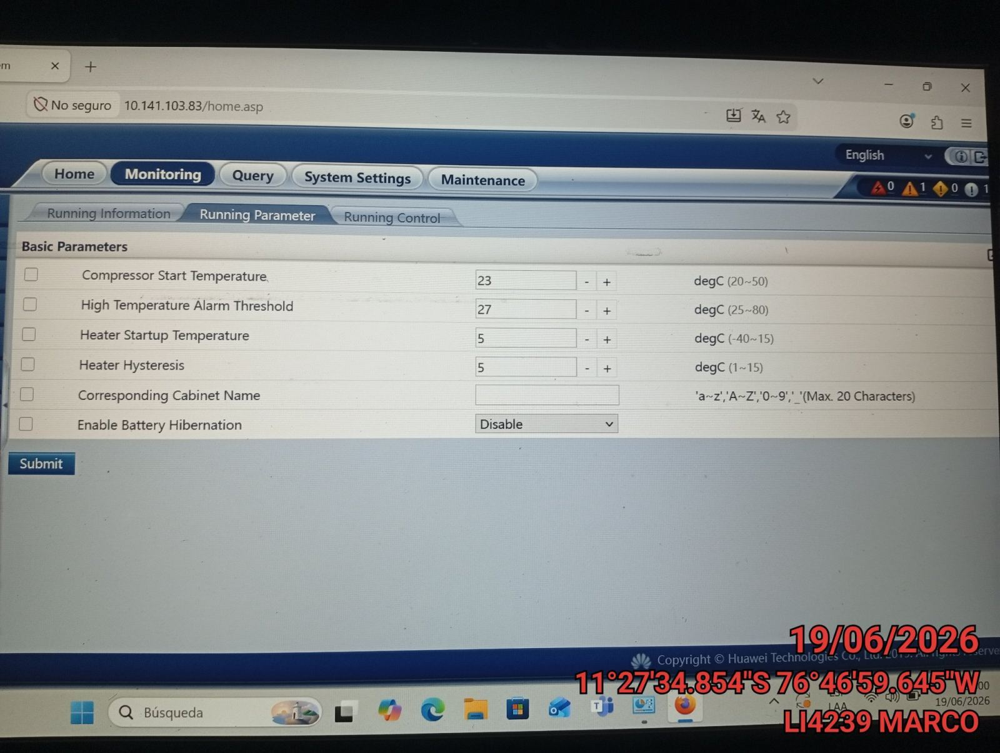 em
No seguro 10.141.103.83/home.asp
English
Home Monitoring Query System Settings Maintenance
0 1 0 1
Running Information Running Parameter Running Control
Basic Parameters
Compressor Start Temperature 23 - + degC (20~50)
High Temperature Alarm Threshold 27 - + degC (25~80)
Heater Startup Temperature 5 - + degC (-40~15)
Heater Hysteresis 5 - + degC (1~15)
Corresponding Cabinet Name 'a~z','A~Z','0~9','_'(Max. 20 Characters)
Enable Battery Hibernation Disable
Submit
19/06/2026
Copyright © Huawei Technologies Co., Ltd.
11°27'34.854"S 76°46'59.645"W
Búsqueda
LAA
19/06/2026
LI4239 MARCO